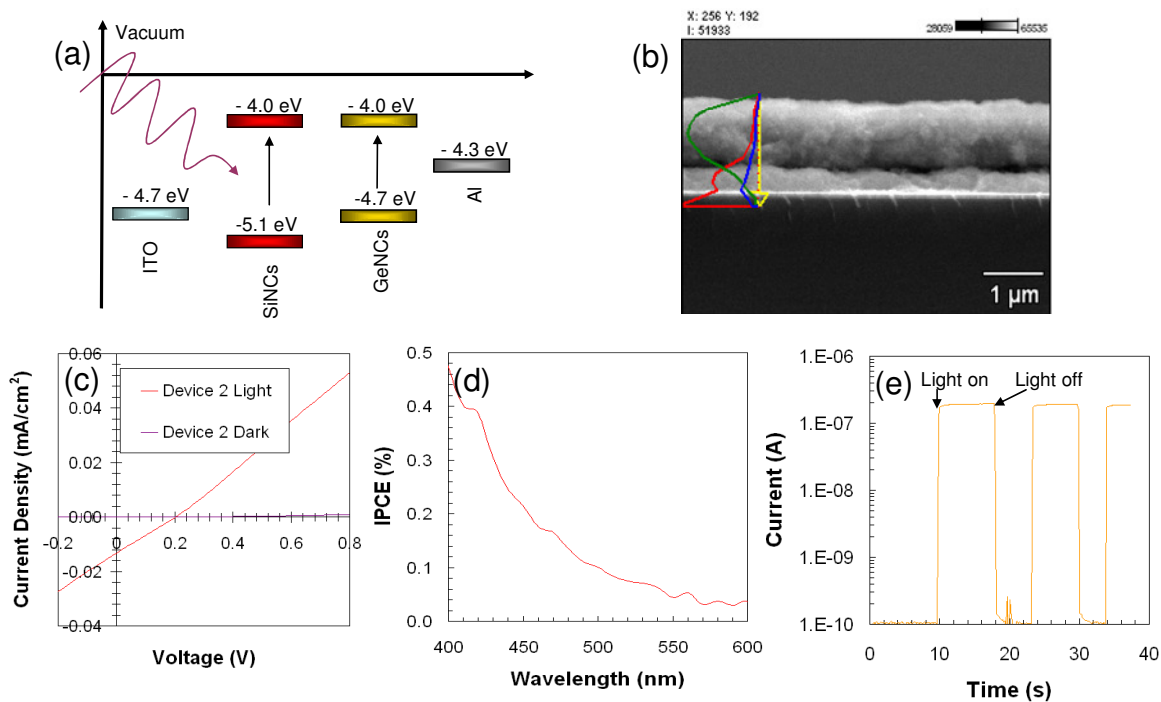 (a)
Vacuum
- 4.0 eV
- 4.0 eV
- 4.3 eV
Al
- 4.7 eV
-4.7 eV
-5.1 eV
ITO
SiNCs
GeNCs
X: 256 Y: 192
I: 51933
28059
65535
(b)
1 μm
(c)
Device 2 Light
Device 2 Dark
0.06
0.04
0.02
0.00
-0.02
-0.04
-0.2
0
0.2
0.4
0.6
0.8
Current Density (mA/cm²)
Voltage (V)
(d)
0.5
0.4
0.3
0.2
0.1
0.0
400
450
500
550
600
IPCE (%)
Wavelength (nm)
(e)
Light on
Light off
1.E-06
1.E-07
1.E-08
1.E-09
1.E-10
0
10
20
30
40
Current (A)
Time (s)